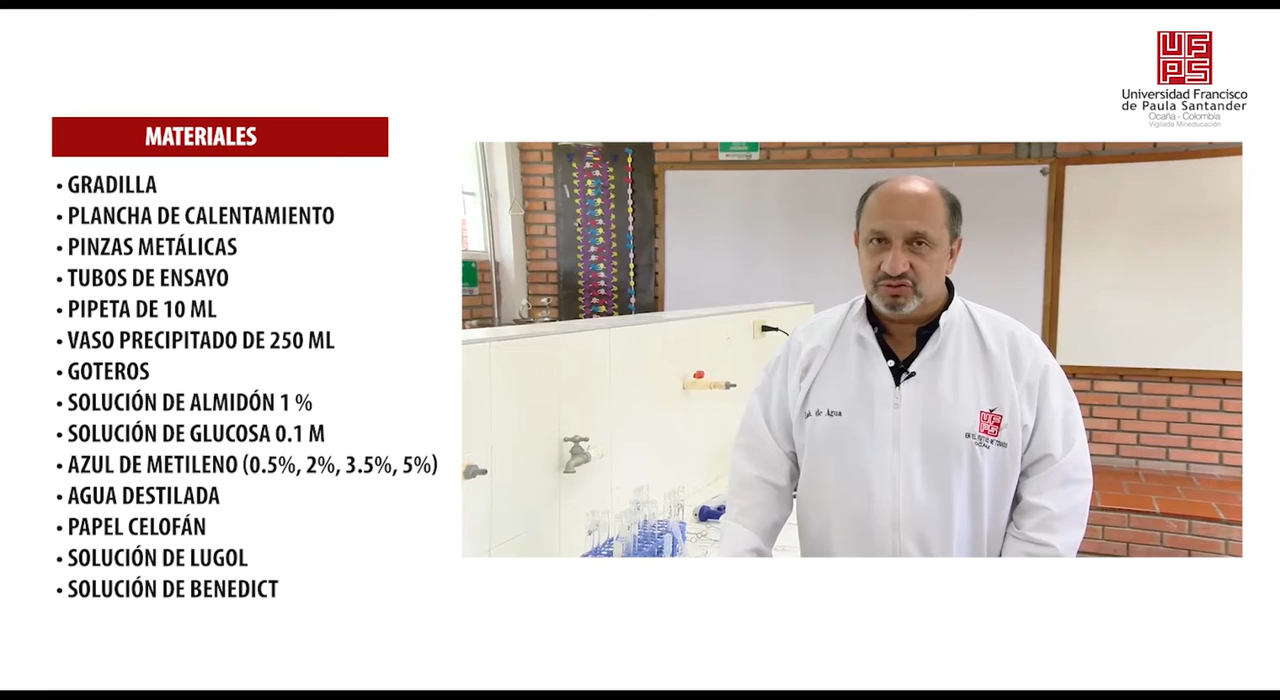 UFPS
Universidad Francisco
de Paula Santander
Ocaña - Colombia
Vigilada Mineducación
MATERIALES
• GRADILLA
• PLANCHA DE CALENTAMIENTO
• PINZAS METÁLICAS
• TUBOS DE ENSAYO
• PIPETA DE 10 ML
• VASO PRECIPITADO DE 250 ML
• GOTEROS
• SOLUCIÓN DE ALMIDÓN 1 %
• SOLUCIÓN DE GLUCOSA 0.1 M
• AZUL DE METILENO (0.5%, 2%, 3.5%, 5%)
• AGUA DESTILADA
• PAPEL CELOFÁN
• SOLUCIÓN DE LUGOL
• SOLUCIÓN DE BENEDICT
de Agua
UFPS